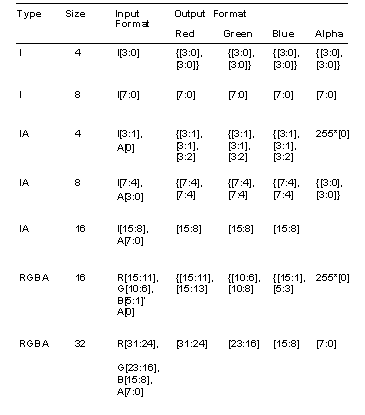 Type Size Input Format Output Format
Red Green Blue Alpha
I 4 I[3:0] {[3:0], {[3:0], {[3:0], {[3:0],
3:0]} 3:0]} 3:0]} 3:0]}
I 8 I[7:0] [7:0] [7:0] [7:0] [7:0]
IA 4 I[3:1], {[3:1], {[3:1], {[3:1], 255*[0]
A[0] [3:1], [3:1], [3:1],
3:2] 3:2] 3:2]
IA 8 I[7:4], {[7:4], {[7:4], {[7:4], {[3:0],
A[3:0] 7:4] 7:4] 7:4] [3:0]}
IA 16 I[15:8], [15:8] [15:8] [15:8]
A[7:0]
RGBA 16 R[15:11], {[15:11], {[10:6], {[15:1], 255*[0]
G[10:6], [15:13] [10:8] [5:3]
B[5:1]'
A[0]
RGBA 32 R[31:24], [31:24] [23:16] [15:8] [7:0]
G[23:16],
B[15:8],
A[7:0]